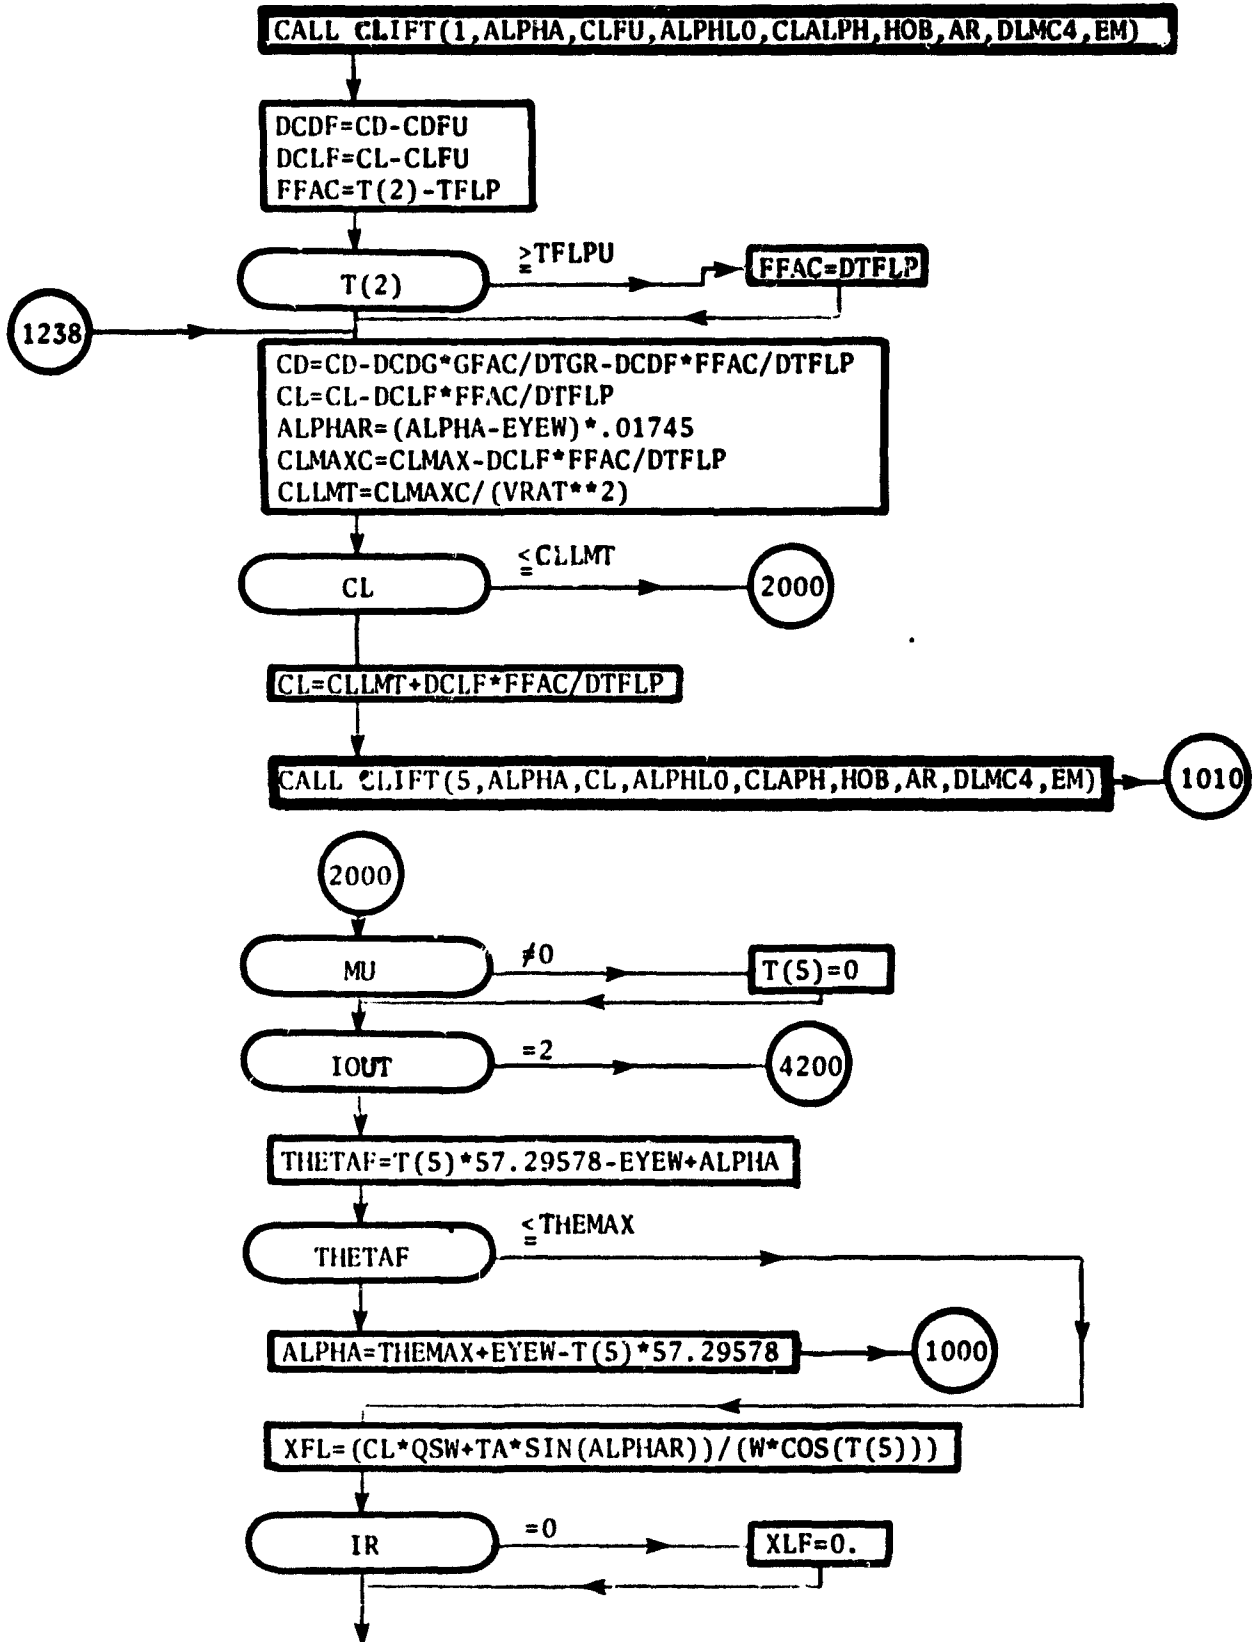 CALL CLIFT(1,ALPHA,CLFU,ALPHLO,CLALPH,HOB,AR,DLMC4,EM)
DCDF=CD-CDFU
DCLF=CL-CLFU
FFAC=T(2)-TFLP
T(2)
≥TFLPU
FFAC=DTFLP
1238
CD=CD-DCDG*GFAC/DTGR-DCDF*FFAC/DTFLP
CL=CL-DCLF*FFAC/DTFLP
ALPHAR=(ALPHA-EYEW)*.01745
CLMAXC=CLMAX-DCLF*FFAC/DTFLP
CLLMT=CLMAXC/(VRAT**2)
CL
≤CLLMT
2000
CL=CLLMT+DCLF*FFAC/DTFLP
CALL CLIFT(5,ALPHA,CL,ALPHLO,CLAPH,HOB,AR,DLMC4,EM)
1010
2000
MU
≠0
T(5)=0
IOUT
=2
4200
THETAF=T(5)*57.29578-EYEW+ALPHA
THETAF
≤THEMAX
ALPHA=THEMAX+EYEW-T(5)*57.29578
1000
XFL=(CL*QSW+TA*SIN(ALPHAR))/(W*COS(T(5)))
IR
=0
XLF=0.